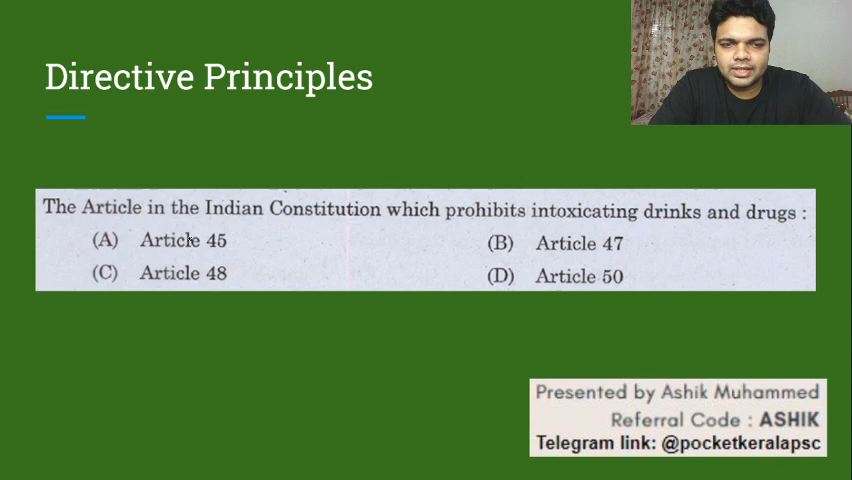 Directive Principles
The Article in the Indian Constitution which prohibits intoxicating drinks and drugs :
(A) Article 45 (B) Article 47
(C) Article 48 (D) Article 50
Presented by Ashik Muhammed
Referral Code : ASHIK
Telegram link: @pocketkeralapsc